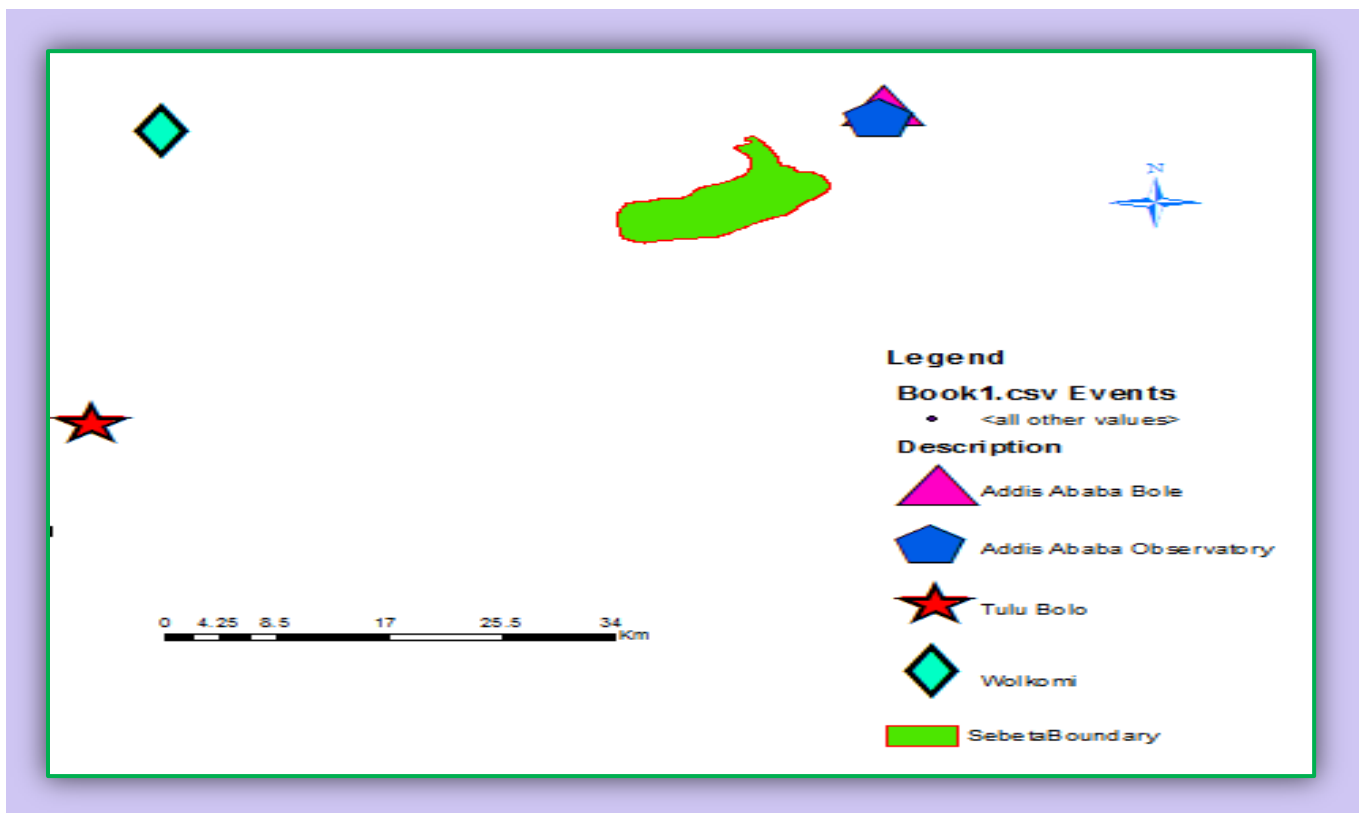 N
Legend
Book1.csv Events
<all other values>
Description
Addis Ababa Bole
Addis Ababa Observatory
Tulu Bolo
Wolkomi
SebetaBoundary
0 4.25 8.5 17 25.5 34
Km